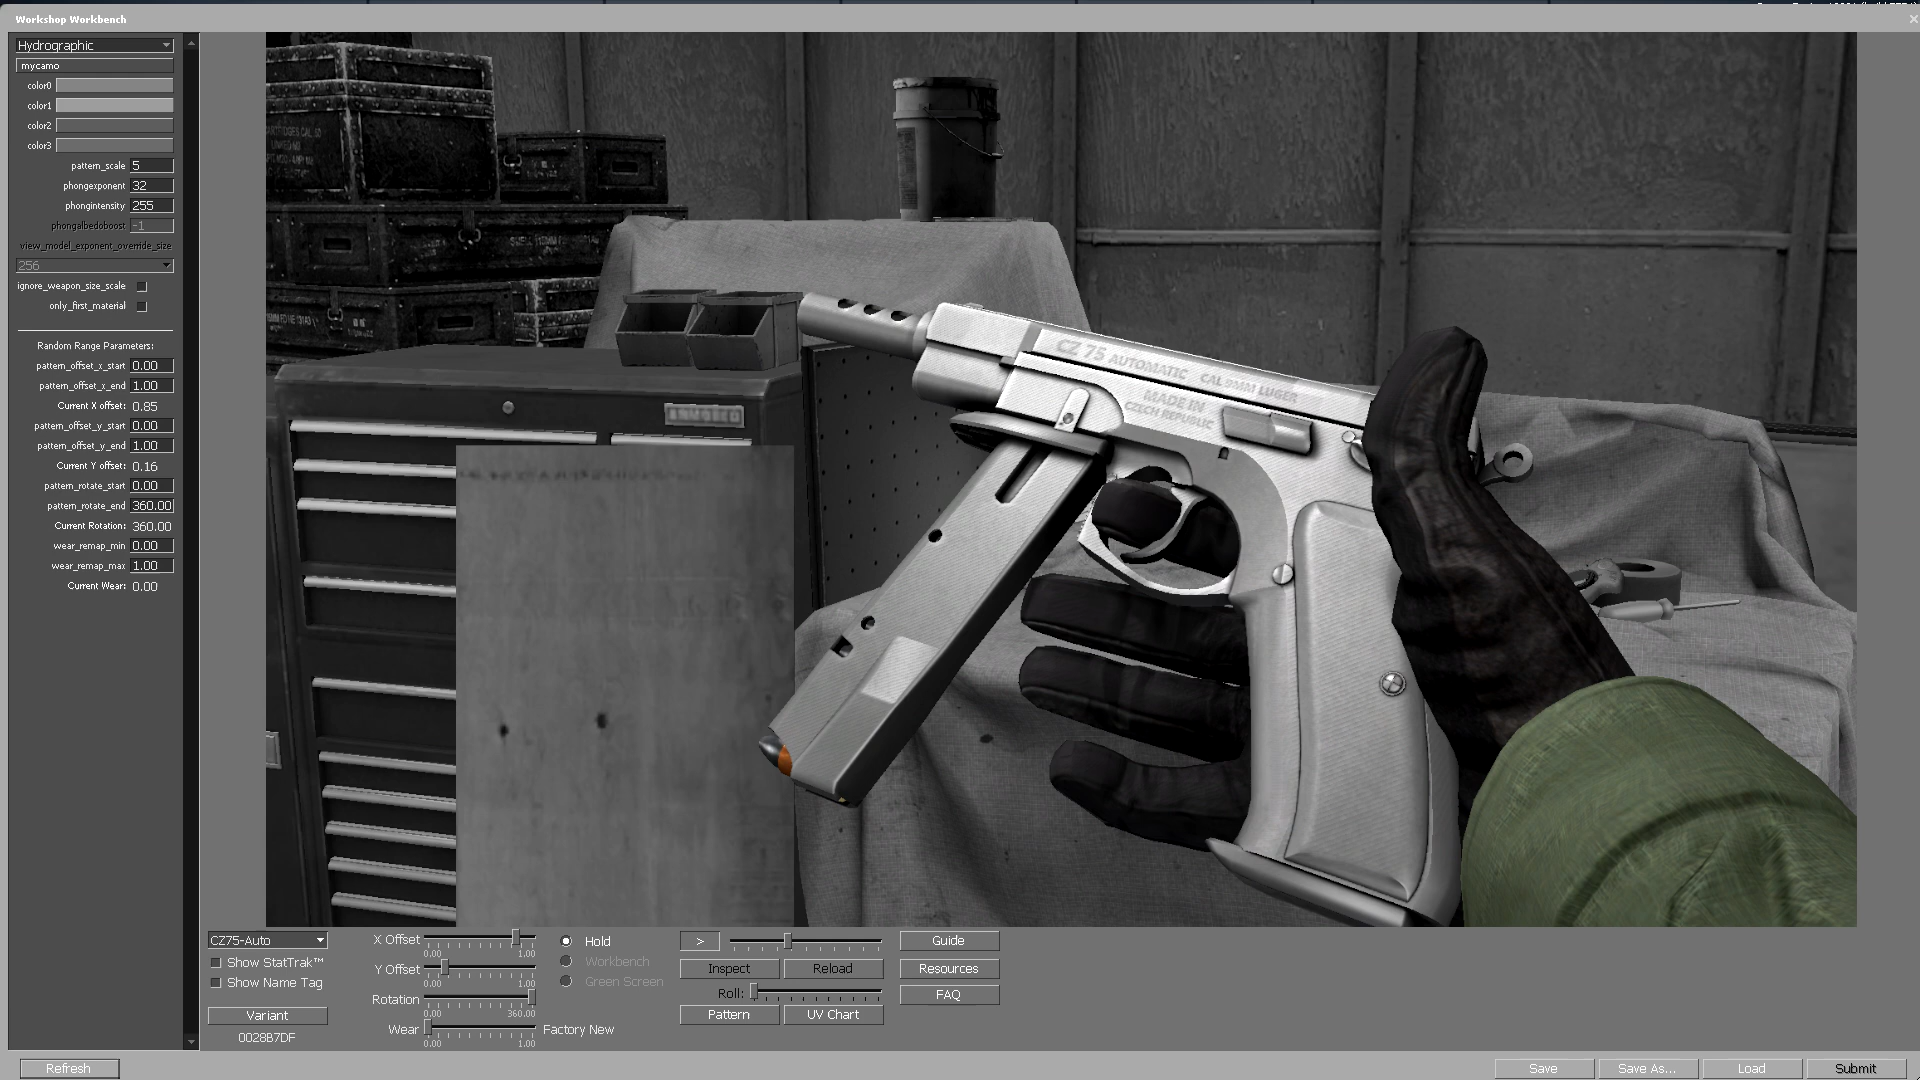 Workshop Workbench
Hydrographic
mycamo
color0
color1
color2
color3
pattern_scale 5
phongexponent 32
phongintensity 255
phongalbedoboost -1
view_model_exponent_override_size
256
ignore_weapon_size_scale
only_first_material
Random Range Parameters:
pattern_offset_x_start 0.00
pattern_offset_x_end 1.00
Current X offset: 0.85
pattern_offset_y_start 0.00
pattern_offset_y_end 1.00
Current Y offset: 0.16
pattern_rotate_start 0.00
pattern_rotate_end 360.00
Current Rotation: 360.00
wear_remap_min 0.00
wear_remap_max 1.00
Current Wear: 0.00
CZ 75 AUTOMATIC CAL 9MM LUGER
MADE IN
CZECH REPUBLIC
CZ75-Auto
Show StatTrak™
Show Name Tag
Variant
0028B7DF
X Offset
0.00 1.00
Y Offset
0.00 1.00
Rotation
0.00 360.00
Wear
0.00 1.00
Factory New
Hold
Workbench
Green Screen
>
Inspect Reload
Roll:
Pattern UV Chart
Guide
Resources
FAQ
Refresh
Save Save As... Load Submit